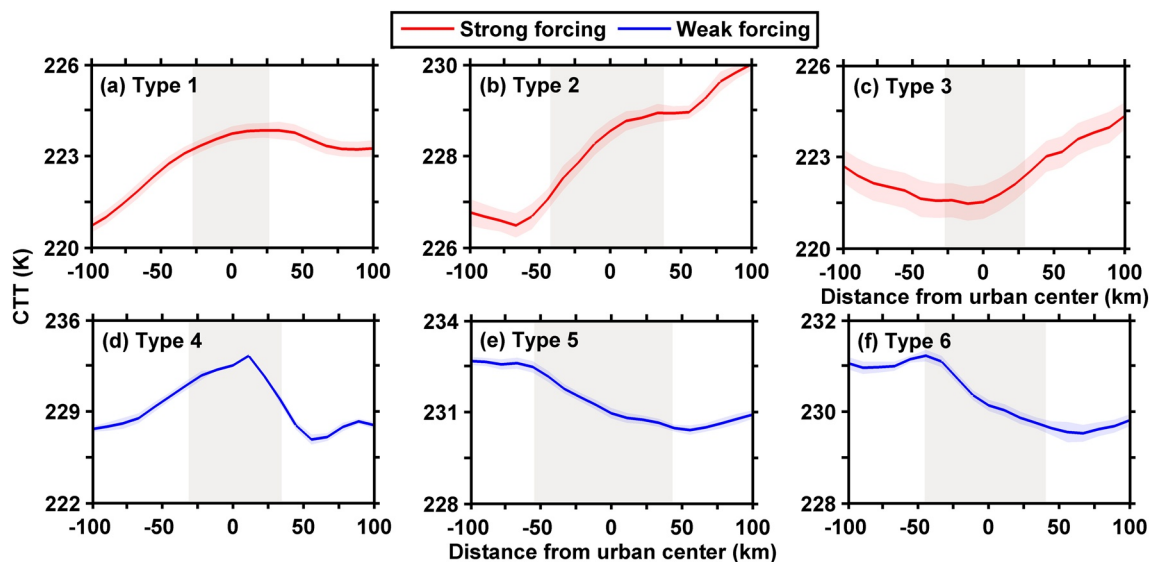 Strong forcing Weak forcing
(a) Type 1
226
223
220
-100 -50 0 50 100
(b) Type 2
230
228
226
-100 -50 0 50 100
(c) Type 3
226
223
220
-100 -50 0 50 100
Distance from urban center (km)
CTT (K)
(d) Type 4
236
229
222
-100 -50 0 50 100
(e) Type 5
234
231
228
-100 -50 0 50 100
Distance from urban center (km)
(f) Type 6
232
230
228
-100 -50 0 50 100